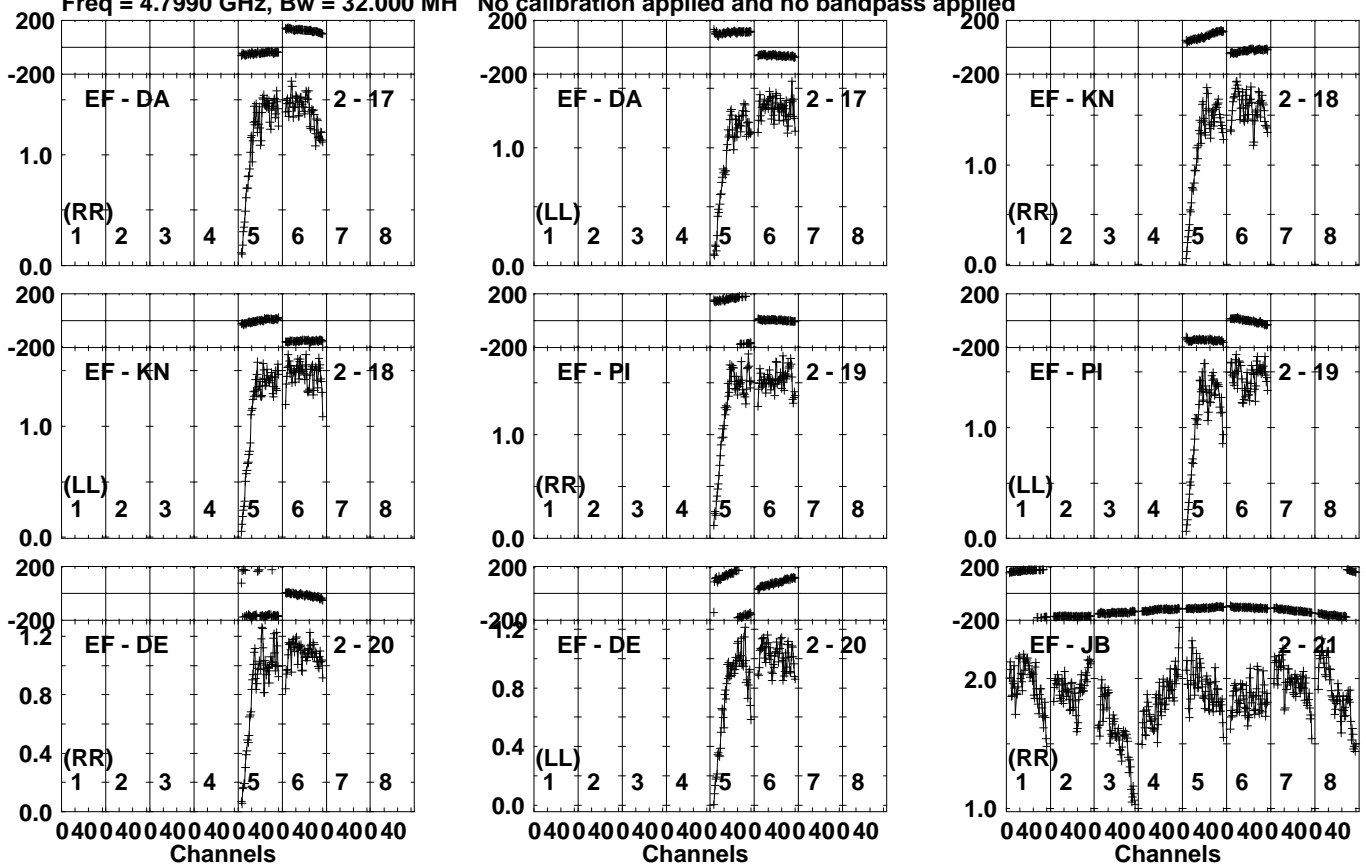 Freq = 4.7990 GHz, Bw = 32.000 MH No calibration applied and no bandpass applied
200
-200
EF - DA 2 - 17
1.0
(RR)
1 2 3 4 5 6 7 8
0.0
EF - DA 2 - 17
1.0
(LL)
1 2 3 4 5 6 7 8
200
-200
EF - KN 2 - 18
1.0
(RR)
1 2 3 4 5 6 7 8
0.0
200
-200
EF - KN 2 - 18
1.0
(LL)
1 2 3 4 5 6 7 8
0.0
200
-200
EF - PI 2 - 19
1.0
(RR)
1 2 3 4 5 6 7 8
0.0
200
-200
EF - PI 2 - 19
1.0
(LL)
1 2 3 4 5 6 7 8
0.0
200
-200
1.2
EF - DE 2 - 20
0.8
0.4
(RR)
1 2 3 4 5 6 7 8
0.0
0 40 0 40 0 40 0 40 0 40 0 40 0 40 0 40
Channels
200
-200
1.2
EF - DE 2 - 20
0.8
0.4
(LL)
1 2 3 4 5 6 7 8
0.0
0 40 0 40 0 40 0 40 0 40 0 40 0 40 0 40
Channels
200
-200
EF - JB 2 - 21
2.0
(RR)
1 2 3 4 5 6 7 8
1.0
0 40 0 40 0 40 0 40 0 40 0 40 0 40 0 40
Channels